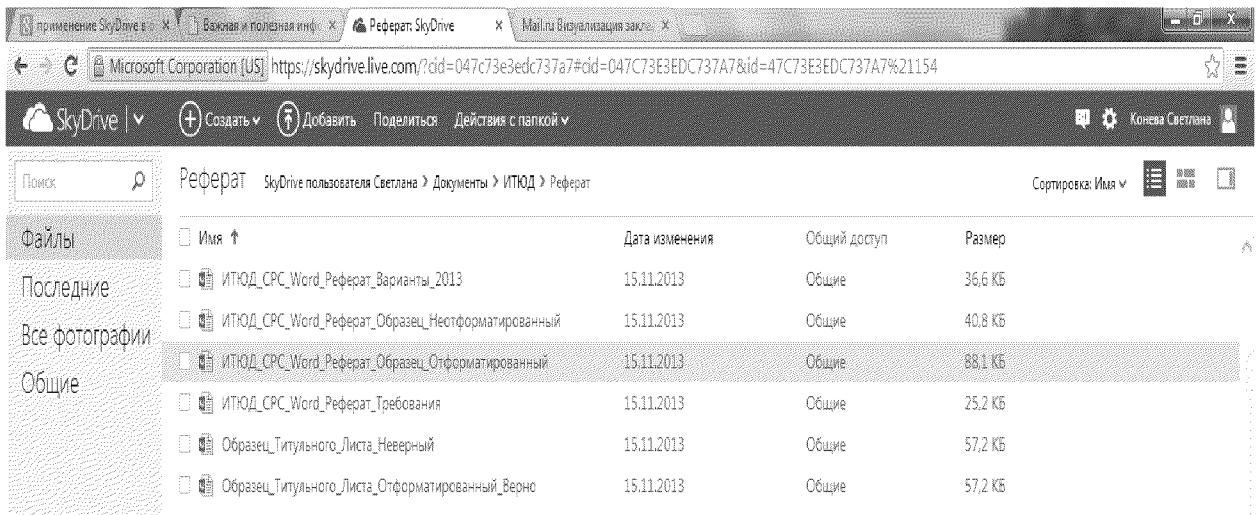 применение SkyDrive в о Важная и полезная инф Реферат: SkyDrive Mail.ru Визуализация закла
Microsoft Corporation [US] https://skydrive.live.com/?cid=047c73e3edc737a7#cid=047C73E3EDC737A7&id=47C73E3EDC737A7%21154
SkyDrive Создать Добавить Поделиться Действия с папкой Конева Светлана
Поиск
Реферат SkyDrive пользователя Светлана > Документы > ИТЮД > Реферат Сортировка: Имя
Файлы
Последние
Все фотографии
Общие
Имя Дата изменения Общий доступ Размер
ИТЮД_СРС_Word_Реферат_Варианты_2013 15.11.2013 Общие 36,6 КБ
ИТЮД_СРС_Word_Реферат_Образец_Неотформатированный 15.11.2013 Общие 40,8 КБ
ИТЮД_СРС_Word_Реферат_Образец_Отформатированный 15.11.2013 Общие 88,1 КБ
ИТЮД_СРС_Word_Реферат_Требования 15.11.2013 Общие 25,2 КБ
Образец_Титульного_Листа_Неверный 15.11.2013 Общие 57,2 КБ
Образец_Титульного_Листа_Отформатированный_Верно 15.11.2013 Общие 57,2 КБ